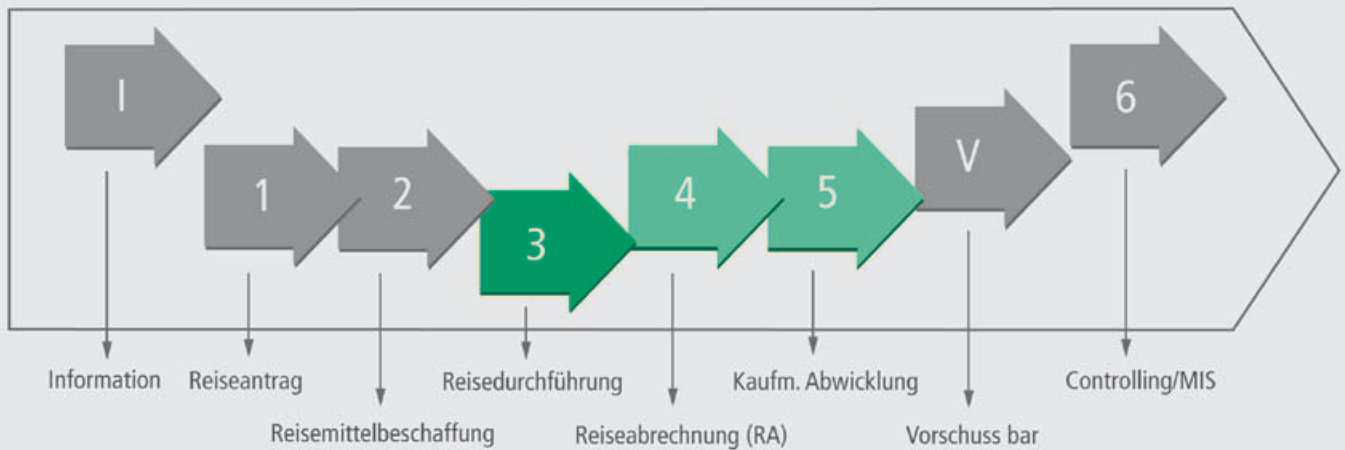 I
1
2
3
4
5
V
6
Information
Reiseantrag
Reisemittelbeschaffung
Reisedurchführung
Reiseabrechnung (RA)
Kaufm. Abwicklung
Vorschuss bar
Controlling/MIS